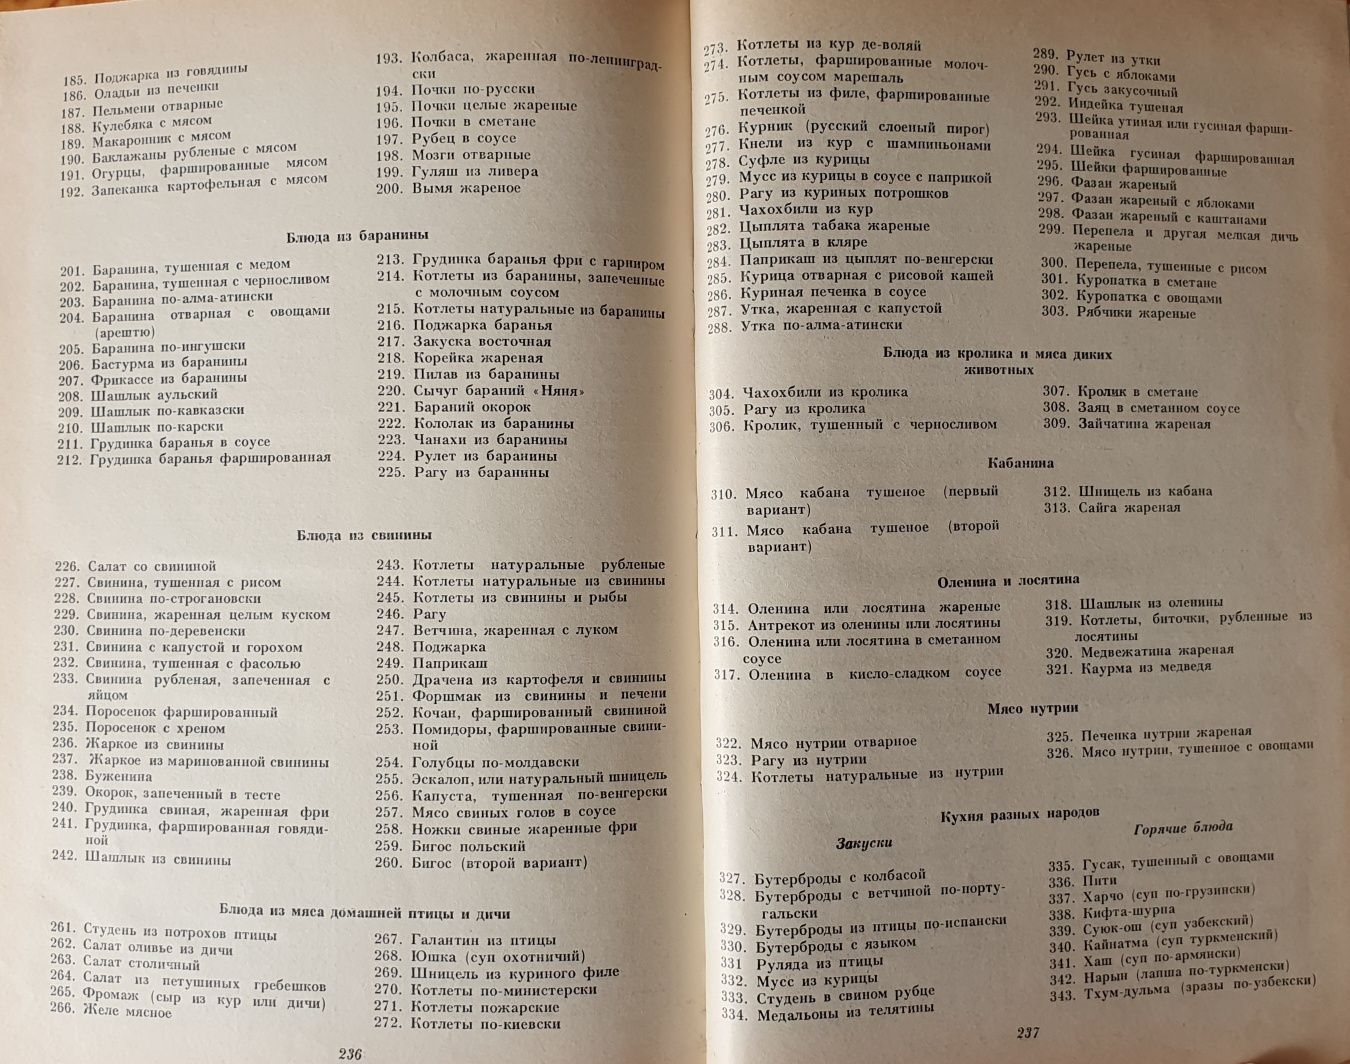 185. Поджарка из говядины
186. Оладьи из печенки
187. Пельмени отварные
188. Кулебяка с мясом
189. Макаронник с мясом
190. Баклажаны рубленые с мясом
191. Огурцы, фаршированные мясом
192. Запеканка картофельная с мясом
193. Колбаса, жаренная по-ленинград-
ски
194. Почки по-русски
195. Почки целые жареные
196. Почки в сметане
197. Рубец в соусе
198. Мозги отварные
199. Гуляш из ливера
200. Вымя жареное
Блюда из баранины
201. Баранина, тушенная с медом
202. Баранина, тушенная с черносливом
203. Баранина по-алма-атински
204. Баранина отварная с овощами
(арештю)
205. Баранина по-ингушски
206. Бастурма из баранины
207. Фрикассе из баранины
208. Шашлык аульский
209. Шашлык по-кавказски
210. Шашлык по-карски
211. Грудинка баранья в соусе
212. Грудинка баранья фаршированная
213. Грудинка баранья фри с гарниром
214. Котлеты из баранины, запеченные
с молочным соусом
215. Котлеты натуральные из баранины
216. Поджарка баранья
217. Закуска восточная
218. Корейка жареная
219. Пилав из баранины
220. Сычуг бараний «Няня»
221. Бараний окорок
222. Кололак из баранины
223. Чанахи из баранины
224. Рулет из баранины
225. Рагу из баранины
Блюда из свинины
226. Салат со свининой
227. Свинина, тушенная с рисом
228. Свинина по-строгановски
229. Свинина, жаренная целым куском
230. Свинина по-деревенски
231. Свинина с капустой и горохом
232. Свинина, тушенная с фасолью
233. Свинина рубленая, запеченная с
яйцом
234. Поросенок фаршированный
235. Поросенок с хреном
236. Жаркое из свинины
237. Жаркое из маринованной свинины
238. Буженина
239. Окорок, запеченный в тесте
240. Грудинка свиная, жаренная фри
241. Грудинка, фаршированная говяди-
ной
242. Шашлык из свинины
243. Котлеты натуральные рубленые
244. Котлеты натуральные из свинины
245. Котлеты из свинины и рыбы
246. Рагу
247. Ветчина, жаренная с луком
248. Поджарка
249. Паприкаш
250. Драчена из картофеля и свинины
251. Форшмак из свинины и печени
252. Кочан, фаршированный свининой
253. Помидоры, фаршированные свини-
ной
254. Голубцы по-молдавски
255. Эскалоп, или натуральный шницель
256. Капуста, тушенная по-венгерски
257. Мясо свиных голов в соусе
258. Ножки свиные жаренные фри
259. Бигос польский
260. Бигос (второй вариант)
Блюда из мяса домашней птицы и дичи
261. Студень из потрохов птицы
262. Салат оливье из дичи
263. Салат столичный
264. Салат из петушиных гребешков
265. Фромаж (сыр из кур или дичи)
266. Желе мясное
267. Галантин из птицы
268. Юшка (суп охотничий)
269. Шницель из куриного филе
270. Котлеты по-министерски
271. Котлеты пожарские
272. Котлеты по-киевски
236
273. Котлеты из кур де-воляй
274. Котлеты, фаршированные молоч-
ным соусом марешаль
275. Котлеты из филе, фаршированные
печенкой
276. Курник (русский слоеный пирог)
277. Кнели из кур с шампиньонами
278. Суфле из курицы
279. Мусс из курицы в соусе с паприкой
280. Рагу из куриных потрошков
281. Чахохбили из кур
282. Цыплята табака жареные
283. Цыплята в кляре
284. Паприкаш из цыплят по-венгерски
285. Курица отварная с рисовой кашей
286. Куриная печенка в соусе
287. Утка, жаренная с капустой
288. Утка по-алма-атински
289. Рулет из утки
290. Гусь с яблоками
291. Гусь закусочный
292. Индейка тушеная
293. Шейка утиная или гусиная фарши-
рованная
294. Шейка гусиная фаршированная
295. Шейки фаршированные
296. Фазан жареный
297. Фазан жареный с яблоками
298. Фазан жареный с каштанами
299. Перепела и другая мелкая дичь
жареные
300. Перепела, тушенные с рисом
301. Куропатка в сметане
302. Куропатка с овощами
303. Рябчики жареные
Блюда из кролика и мяса диких
животных
304. Чахохбили из кролика
305. Рагу из кролика
306. Кролик, тушенный с черносливом
307. Кролик в сметане
308. Заяц в сметанном соусе
309. Зайчатина жареная
Кабанина
310. Мясо кабана тушеное (первый
вариант)
311. Мясо кабана тушеное (второй
вариант)
312. Шницель из кабана
313. Сайга жареная
Оленина и лосятина
314. Оленина или лосятина жареные
315. Антрекот из оленины или лосятины
316. Оленина или лосятина в сметанном
соусе
317. Оленина в кисло-сладком соусе
318. Шашлык из оленины
319. Котлеты, биточки, рубленные из
лосятины
320. Медвежатина жареная
321. Каурма из медведя
Мясо нутрии
322. Мясо нутрии отварное
323. Рагу из нутрии
324. Котлеты натуральные из нутрии
325. Печенка нутрии жареная
326. Мясо нутрии, тушенное с овощами
Кухня разных народов
Закуски
327. Бутерброды с колбасой
328. Бутерброды с ветчиной по-порту-
гальски
329. Бутерброды из птицы по-испански
330. Бутерброды с языком
331 Руляда из птицы
332. Мусс из курицы
333. Студень в свином рубце
334. Медальоны из телятины
Горячие блюда
335. Гусак, тушенный с овощами
336. Пити
337. Харчо (суп по-грузински)
338. Кифта-шурпа
339. Суюк-ош (суп узбекский)
340. Кайнатма (суп туркменский)
341. Хаш (суп по-армянски)
342. Нарын (лапша по-туркменски)
343. Тхум-дульма (зразы по-узбекски)
237